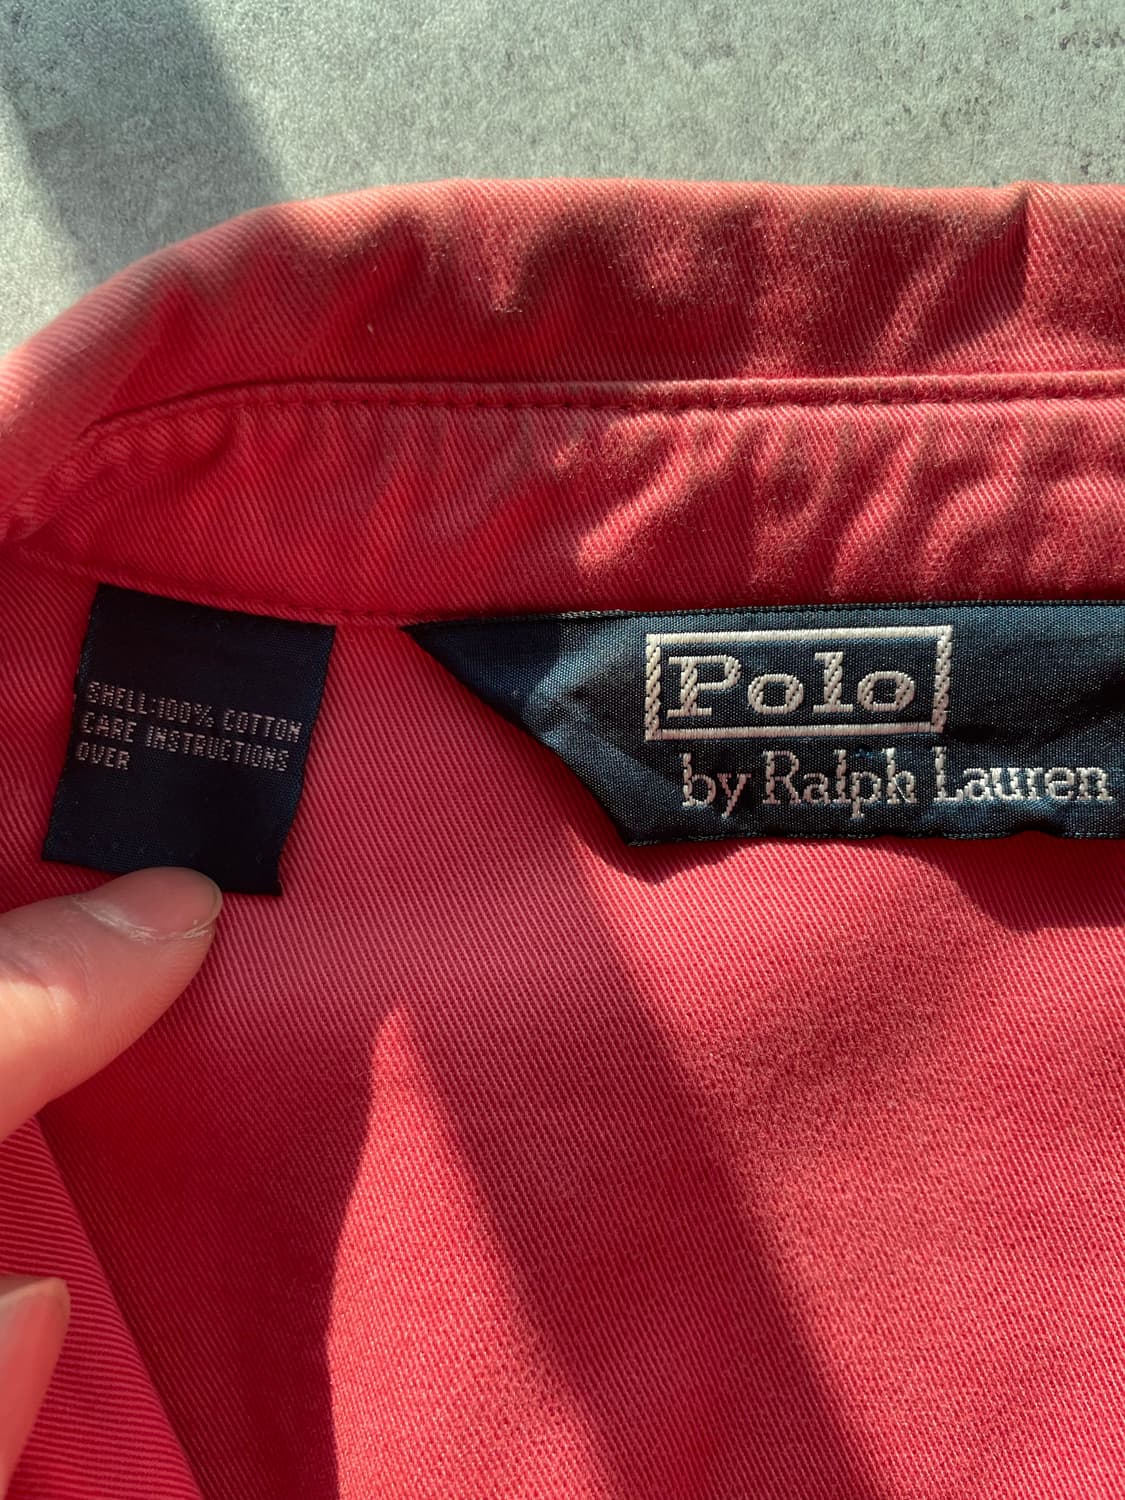 SHELL:100% COTTON
CARE INSTRUCTIONS
OVER
Polo
by Ralph Lauren